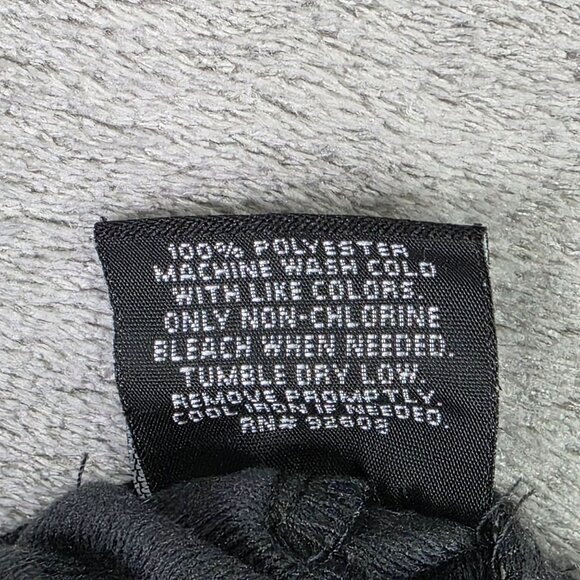 100% POLYESTER
MACHINE WASH COLD
WITH LIKE COLORS.
ONLY NON-CHLORINE
BLEACH WHEN NEEDED.
TUMBLE DRY LOW.
REMOVE PROMPTLY.
COOL IRON IF NEEDED.
RN# 92602